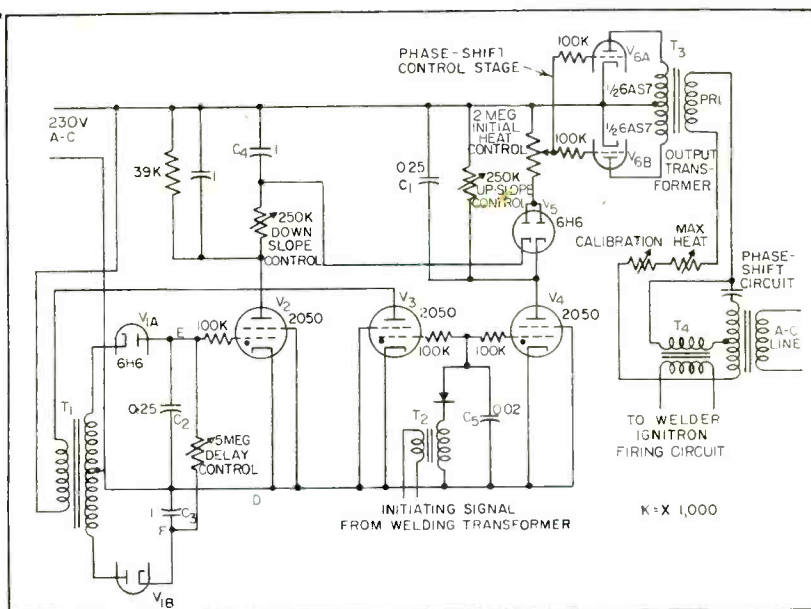 PHASE-SHIFT
CONTROL STAGE
100K
V6A
½6AS7
T3
PRI.
½6AS7
100K
V6B
OUTPUT
TRANS-
FORMER
230V
A-C
39K
1
C4
1
250K
DOWN
SLOPE
CONTROL
0.25
C1
250K
UP-SLOPE
CONTROL
2 MEG
INITIAL
HEAT
CONTROL
V5
6H6
CALIBRATION
MAX
HEAT
PHASE-
SHIFT
CIRCUIT
T4
A-C
LINE
TO WELDER
IGNITRON
FIRING CIRCUIT
V1A
6H6
E
100K
V2
2050
V3
2050
100K
100K
V4
2050
T1
0.25
C2
5MEG
DELAY
CONTROL
1
C3
F
D
V1B
T2
C5
0.02
INITIATING SIGNAL
FROM WELDING TRANSFORMER
K=X 1,000